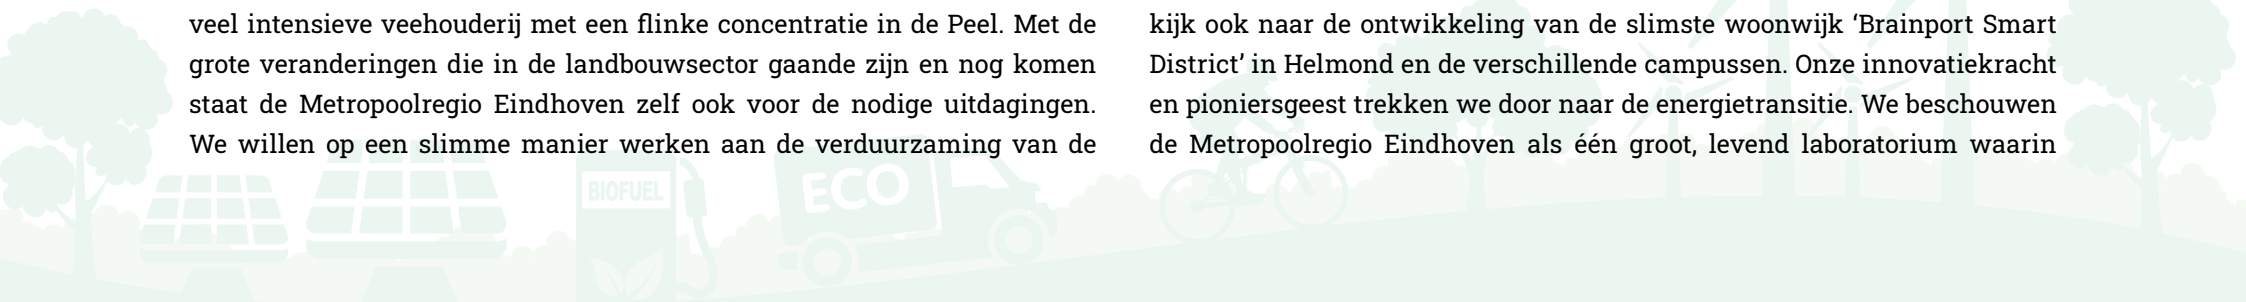 veel intensieve veehouderij met een flinke concentratie in de Peel. Met de
grote veranderingen die in de landbouwsector gaande zijn en nog komen
staat de Metropoolregio Eindhoven zelf ook voor de nodige uitdagingen.
We willen op een slimme manier werken aan de verduurzaming van de
kijk ook naar de ontwikkeling van de slimste woonwijk ‘Brainport Smart
District’ in Helmond en de verschillende campussen. Onze innovatiekracht
en pioniersgeest trekken we door naar de energietransitie. We beschouwen
de Metropoolregio Eindhoven als één groot, levend laboratorium waarin
BIOFUEL
ECO